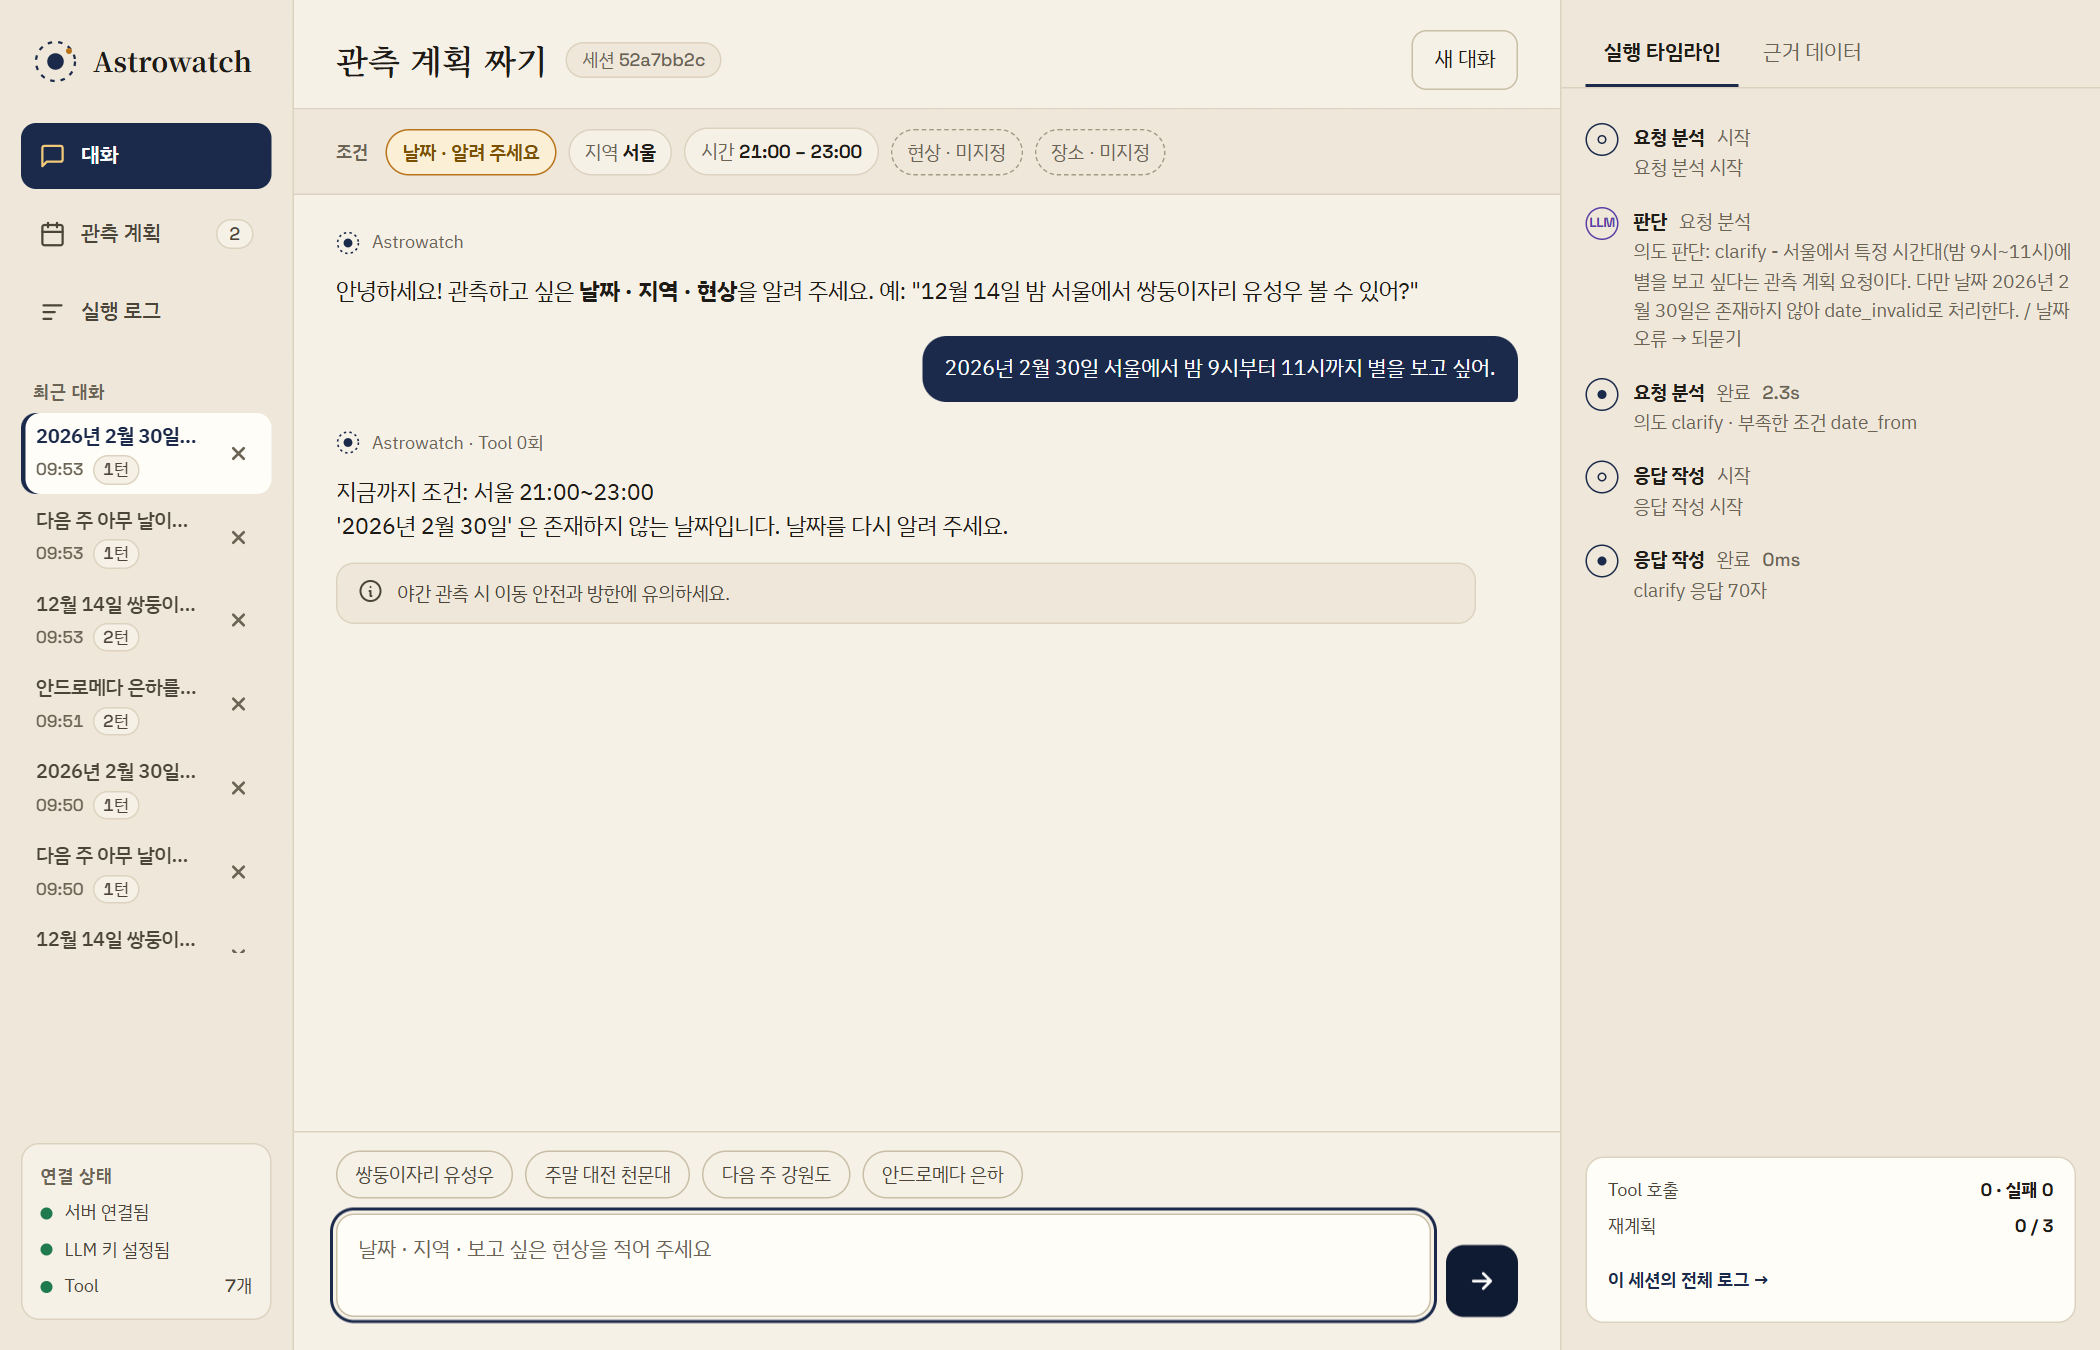 Astrowatch
대화
관측 계획 2
실행 로그
최근 대화
2026년 2월 30일...
09:53 1턴
다음 주 아무 날이...
09:53 1턴
12월 14일 쌍둥이...
09:53 2턴
안드로메다 은하를...
09:51 2턴
2026년 2월 30일...
09:50 1턴
다음 주 아무 날이...
09:50 1턴
12월 14일 쌍둥이...
연결 상태
서버 연결됨
LLM 키 설정됨
Tool 7개
관측 계획 짜기 세션 52a7bb2c 새 대화
조건 날짜 · 알려 주세요 지역 서울 시간 21:00 – 23:00 현상 · 미지정 장소 · 미지정
Astrowatch
안녕하세요! 관측하고 싶은 날짜 · 지역 · 현상을 알려 주세요. 예: "12월 14일 밤 서울에서 쌍둥이자리 유성우 볼 수 있어?"
2026년 2월 30일 서울에서 밤 9시부터 11시까지 별을 보고 싶어.
Astrowatch · Tool 0회
지금까지 조건: 서울 21:00~23:00
'2026년 2월 30일' 은 존재하지 않는 날짜입니다. 날짜를 다시 알려 주세요.
야간 관측 시 이동 안전과 방한에 유의하세요.
쌍둥이자리 유성우 주말 대전 천문대 다음 주 강원도 안드로메다 은하
날짜 · 지역 · 보고 싶은 현상을 적어 주세요
실행 타임라인 근거 데이터
요청 분석 시작
요청 분석 시작
LLM 판단 요청 분석
의도 판단: clarify - 서울에서 특정 시간대(밤 9시~11시)에
별을 보고 싶다는 관측 계획 요청이다. 다만 날짜 2026년 2
월 30일은 존재하지 않아 date_invalid로 처리한다. / 날짜
오류 → 되묻기
요청 분석 완료 2.3s
의도 clarify · 부족한 조건 date_from
응답 작성 시작
응답 작성 시작
응답 작성 완료 0ms
clarify 응답 70자
Tool 호출 0 · 실패 0
재계획 0 / 3
이 세션의 전체 로그 →